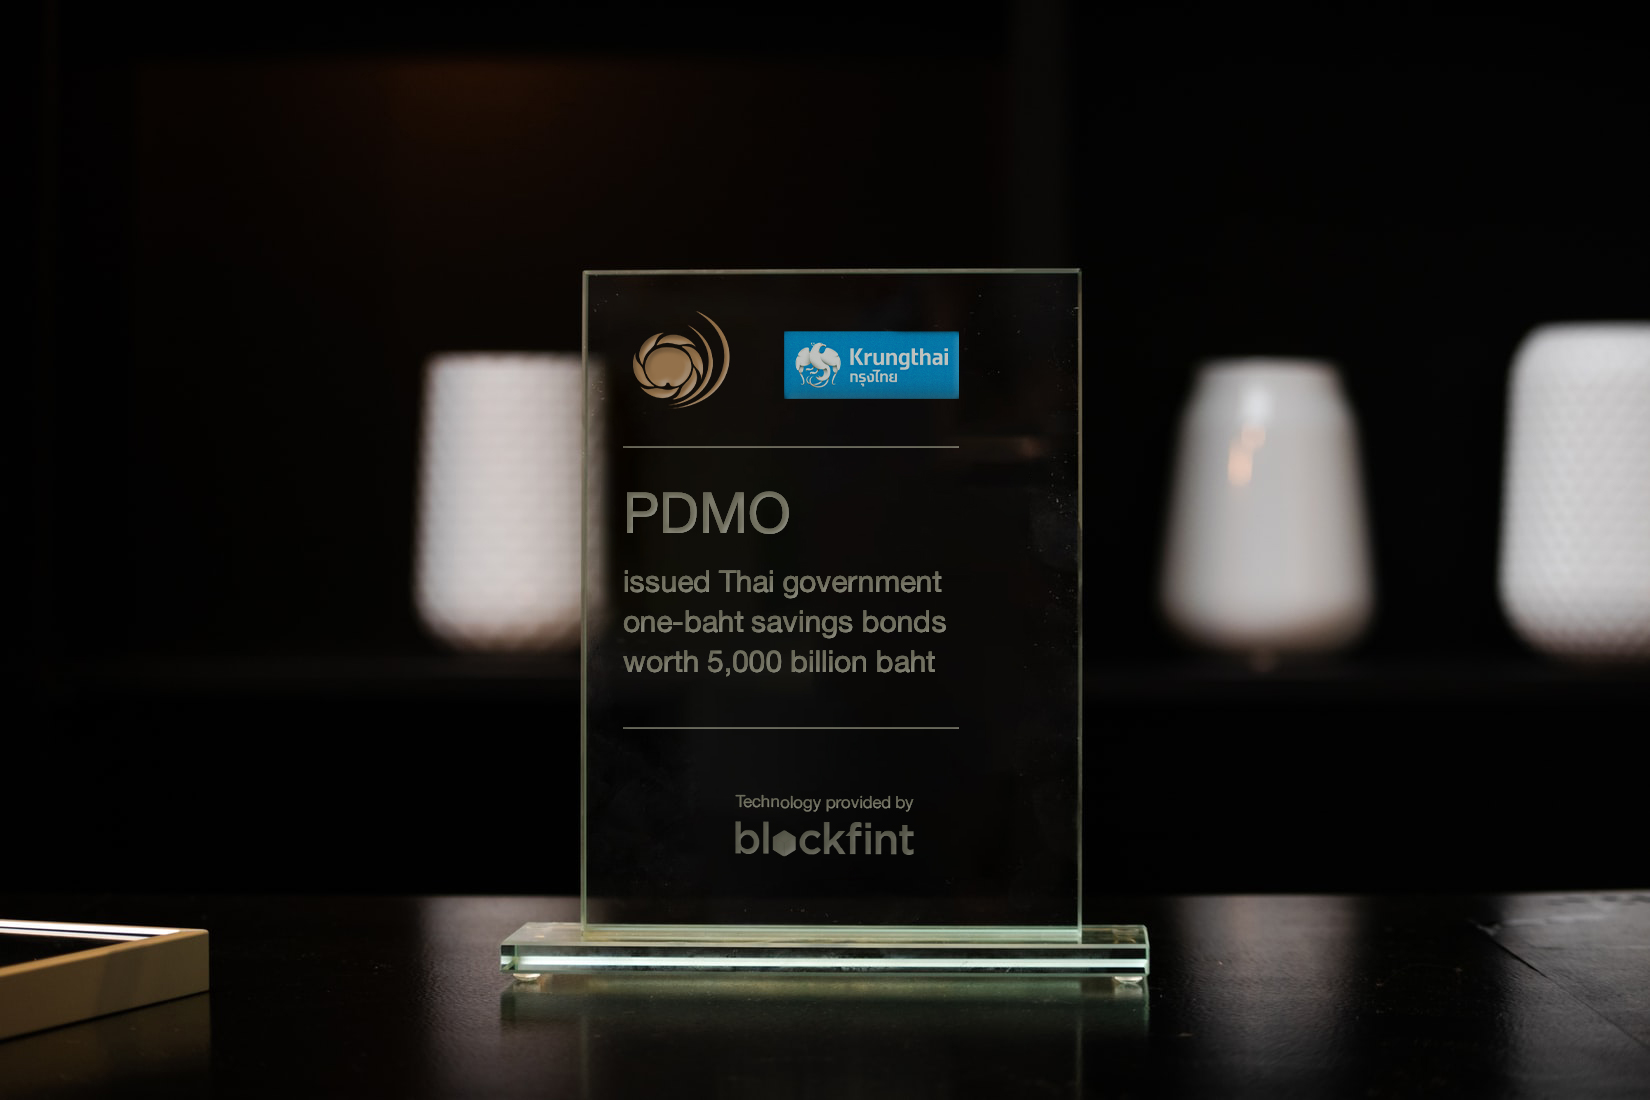 Krungthai
กรุงไทย
PDMO
issued Thai government
one-baht savings bonds
worth 5,000 billion baht
Technology provided by
blockfint